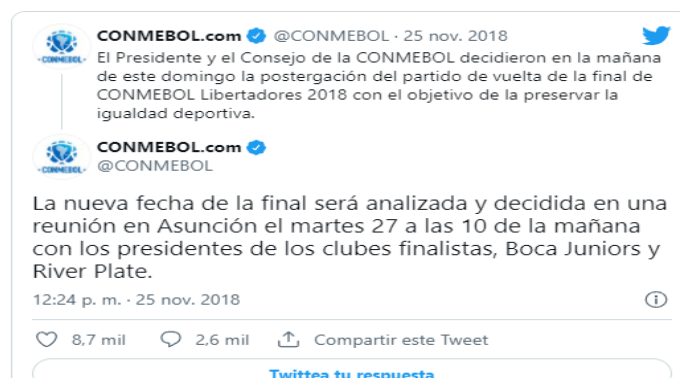 CONMEBOL.com @CONMEBOL · 25 nov. 2018
El Presidente y el Consejo de la CONMEBOL decidieron en la mañana
de este domingo la postergación del partido de vuelta de la final de
CONMEBOL Libertadores 2018 con el objetivo de la preservar la
igualdad deportiva.
CONMEBOL
CONMEBOL.com
@CONMEBOL
CONMEBOL
La nueva fecha de la final será analizada y decidida en una
reunión en Asunción el martes 27 a las 10 de la mañana
con los presidentes de los clubes finalistas, Boca Juniors y
River Plate.
12:24 p. m. · 25 nov. 2018
8,7 mil 2,6 mil Compartir este Tweet
Twittea tu respuesta